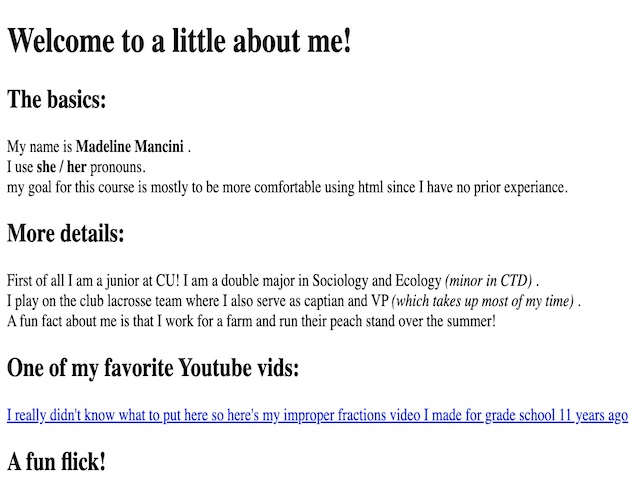 Welcome to a little about me!
The basics:
My name is Madeline Mancini .
I use she / her pronouns.
my goal for this course is mostly to be more comfortable using html since I have no prior experiance.
More details:
First of all I am a junior at CU! I am a double major in Sociology and Ecology (minor in CTD) .
I play on the club lacrosse team where I also serve as captian and VP (which takes up most of my time) .
A fun fact about me is that I work for a farm and run their peach stand over the summer!
One of my favorite Youtube vids:
I really didn't know what to put here so here's my improper fractions video I made for grade school 11 years ago
A fun flick!